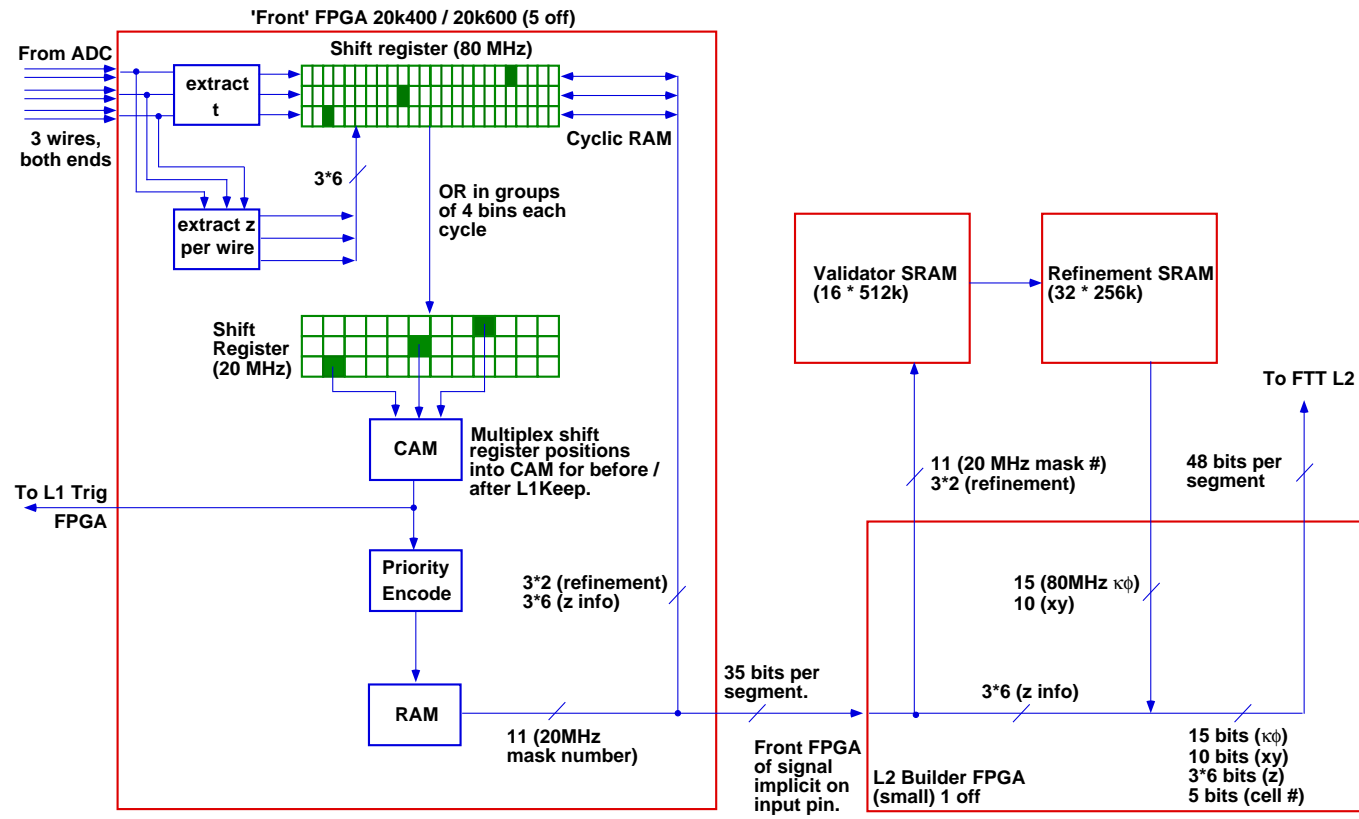 'Front' FPGA 20k400 / 20k600 (5 off)
From ADC
Shift register (80 MHz)
extract
t
3 wires,
both ends
Cyclic RAM
3*6
OR in groups
of 4 bins each
cycle
extract z
per wire
Validator SRAM
(16 * 512k)
Refinement SRAM
(32 * 256k)
Shift
Register
(20 MHz)
To FTT L2
CAM
Multiplex shift
register positions
into CAM for before /
after L1Keep.
11 (20 MHz mask #)
3*2 (refinement)
48 bits per
segment
To L1 Trig
FPGA
Priority
Encode
3*2 (refinement)
3*6 (z info)
15 (80MHz κϕ)
10 (xy)
35 bits per
segment.
3*6 (z info)
RAM
11 (20MHz
mask number)
Front FPGA
of signal
implicit on
input pin.
L2 Builder FPGA
(small) 1 off
15 bits (κϕ)
10 bits (xy)
3*6 bits (z)
5 bits (cell #)